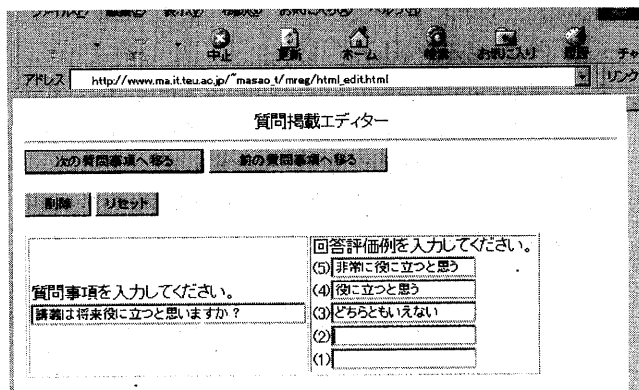 中止 更新 ホーム 検索 お気に入り 履歴
アドレス http://www.ma.it.teu.ac.jp/~masao_t/mreg/html_edit.html リンク
質問掲載エディター
次の質問事項へ移る 前の質問事項へ移る
削除 リセット
回答評価例を入力してください。
(5) 非常に役に立つと思う
質問事項を入力してください。
(4) 役に立つと思う
講義は将来役に立つと思いますか？
(3) どちらともいえない
(2)
(1)